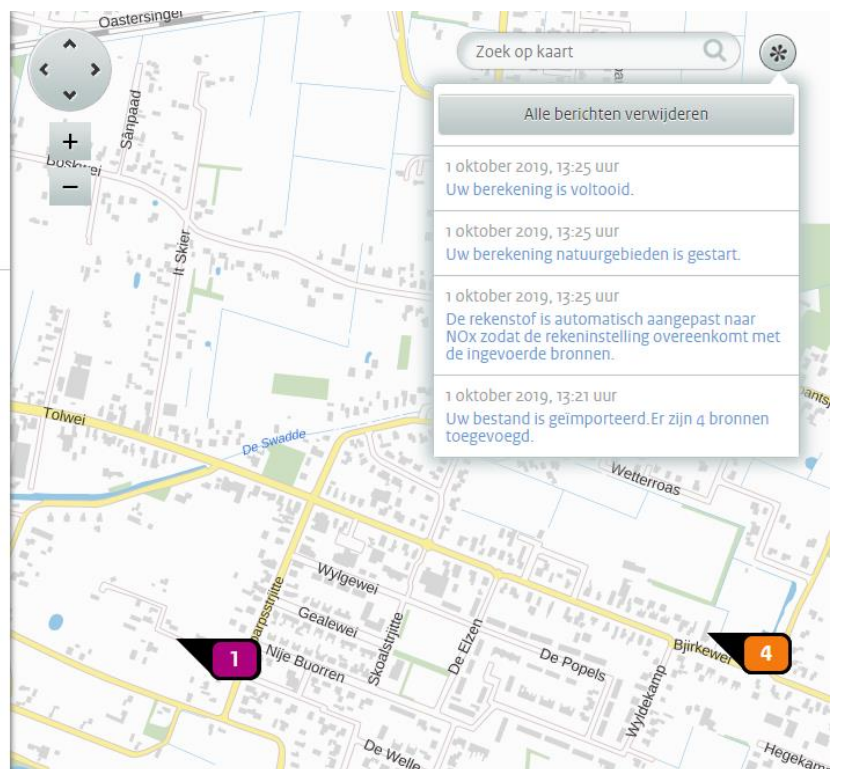 Oastersingel
Zoek op kaart
Alle berichten verwijderen
1 oktober 2019, 13:25 uur
Uw berekening is voltooid.
1 oktober 2019, 13:25 uur
Uw berekening natuurgebieden is gestart.
1 oktober 2019, 13:25 uur
De rekenstof is automatisch aangepast naar
NOx zodat de rekeninstelling overeenkomt met
de ingevoerde bronnen.
1 oktober 2019, 13:21 uur
Uw bestand is geïmporteerd.Er zijn 4 bronnen
toegevoegd.
+
−
Sânpaad
It Skier
Tolwei
De Swadde
Wetterroas
Wylgewei
Gealewei
Nije Buorren
Skoalstrjitte
De Elzen
De Popels
Bjirkewei
Wyldekamp
De Welle
1
4